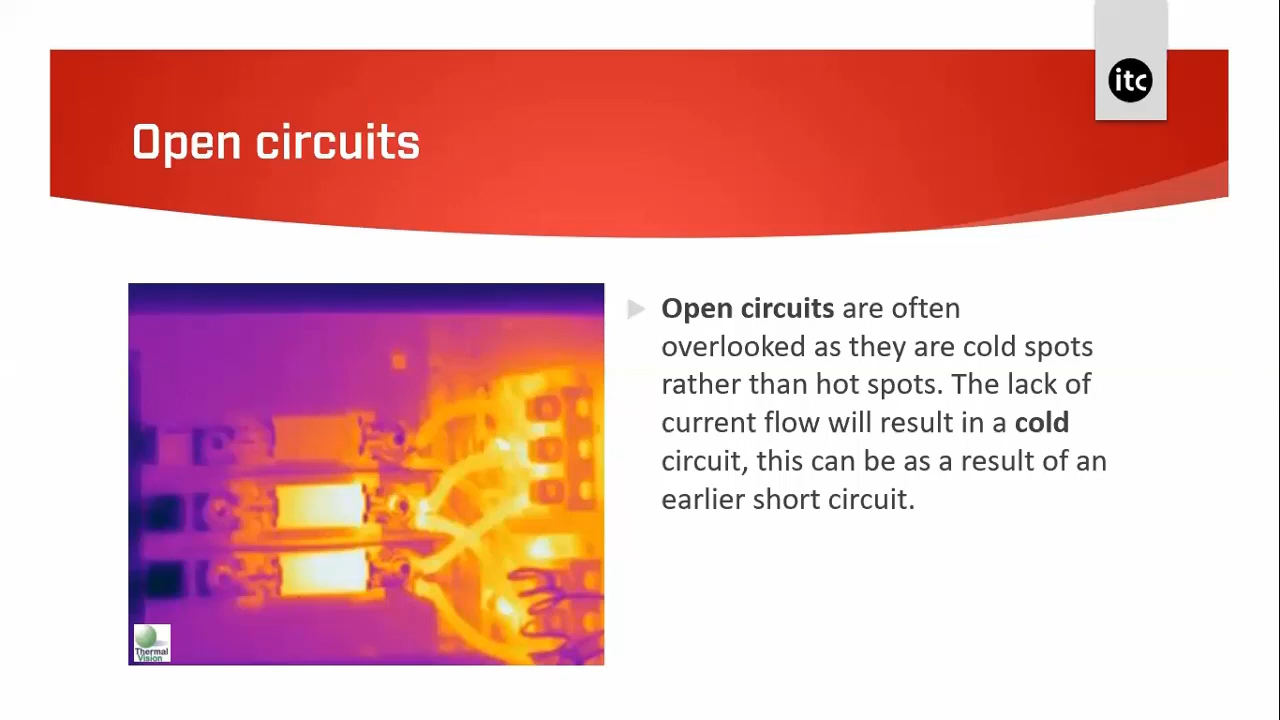 itc
Open circuits
Open circuits are often
overlooked as they are cold spots
rather than hot spots. The lack of
current flow will result in a cold
circuit, this can be as a result of an
earlier short circuit.
Thermal
Vision